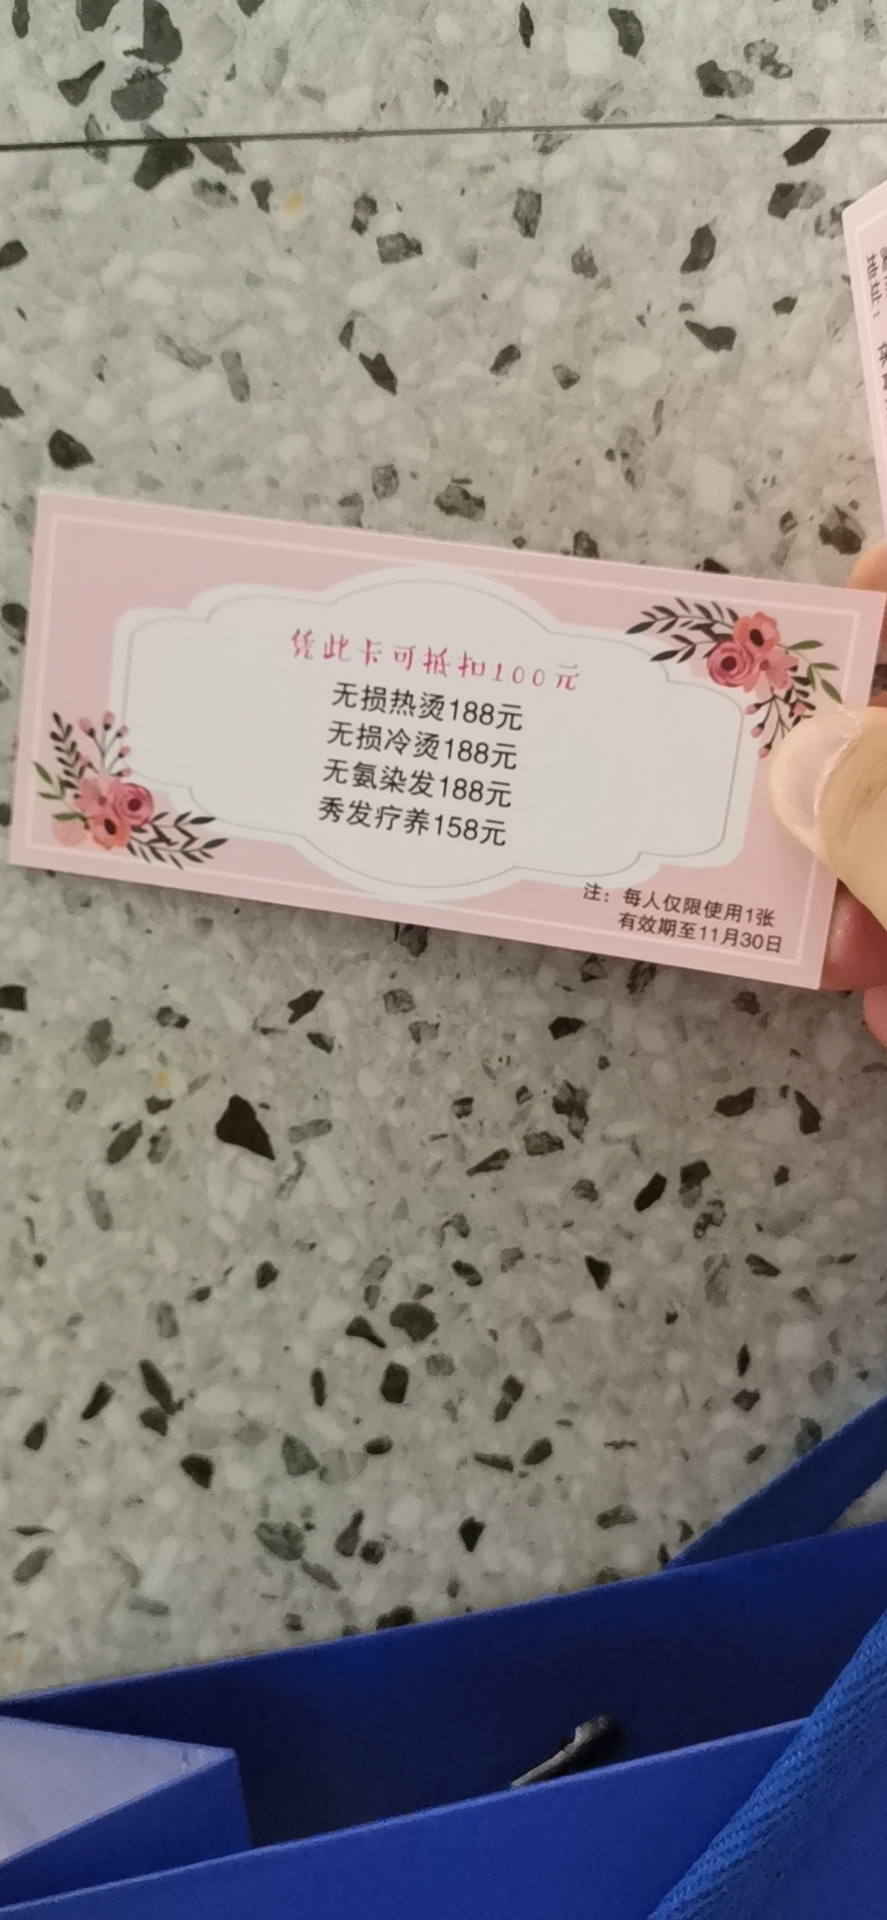 凭此卡可抵扣100元
无损热烫188元
无损冷烫188元
无氨染发188元
秀发疗养158元
注：每人仅限使用1张
有效期至11月30日
地址：